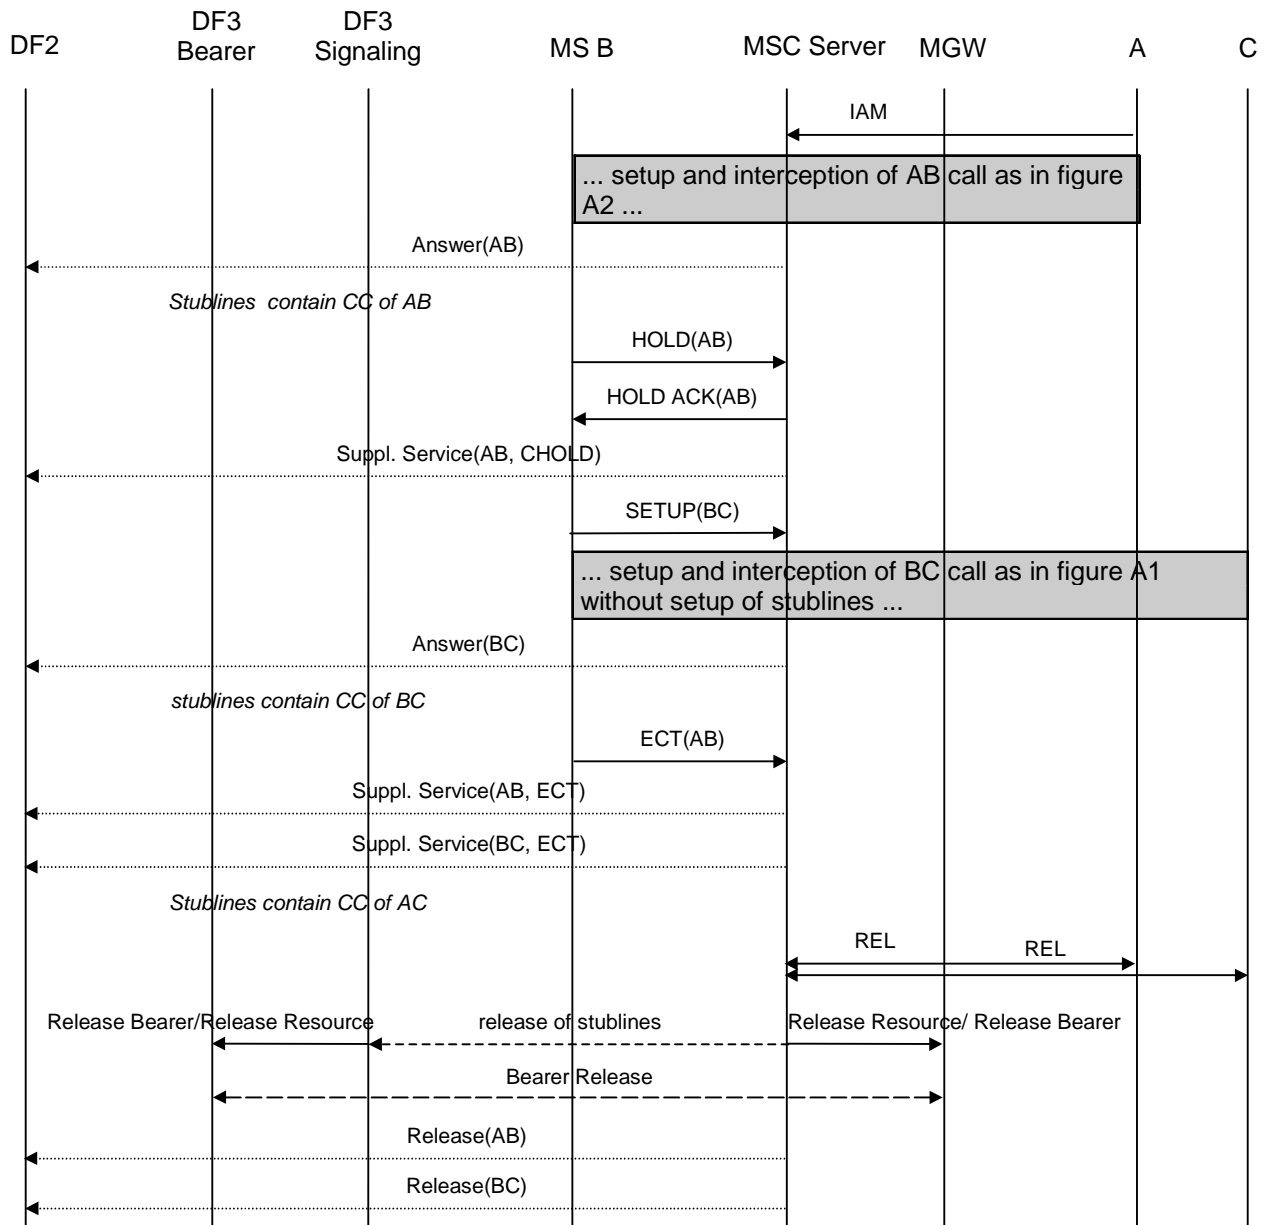 DF2
DF3
Bearer
DF3
Signaling
MS B
MSC Server
MGW
A
C
IAM
... setup and interception of AB call as in figure
A2 ...
Answer(AB)
Stublines contain CC of AB
HOLD(AB)
HOLD ACK(AB)
Suppl. Service(AB, CHOLD)
SETUP(BC)
... setup and interception of BC call as in figure A1
without setup of stublines ...
Answer(BC)
stublines contain CC of BC
ECT(AB)
Suppl. Service(AB, ECT)
Suppl. Service(BC, ECT)
Stublines contain CC of AC
REL
REL
Release Bearer/Release Resource
release of stublines
Release Resource/ Release Bearer
Bearer Release
Release(AB)
Release(BC)